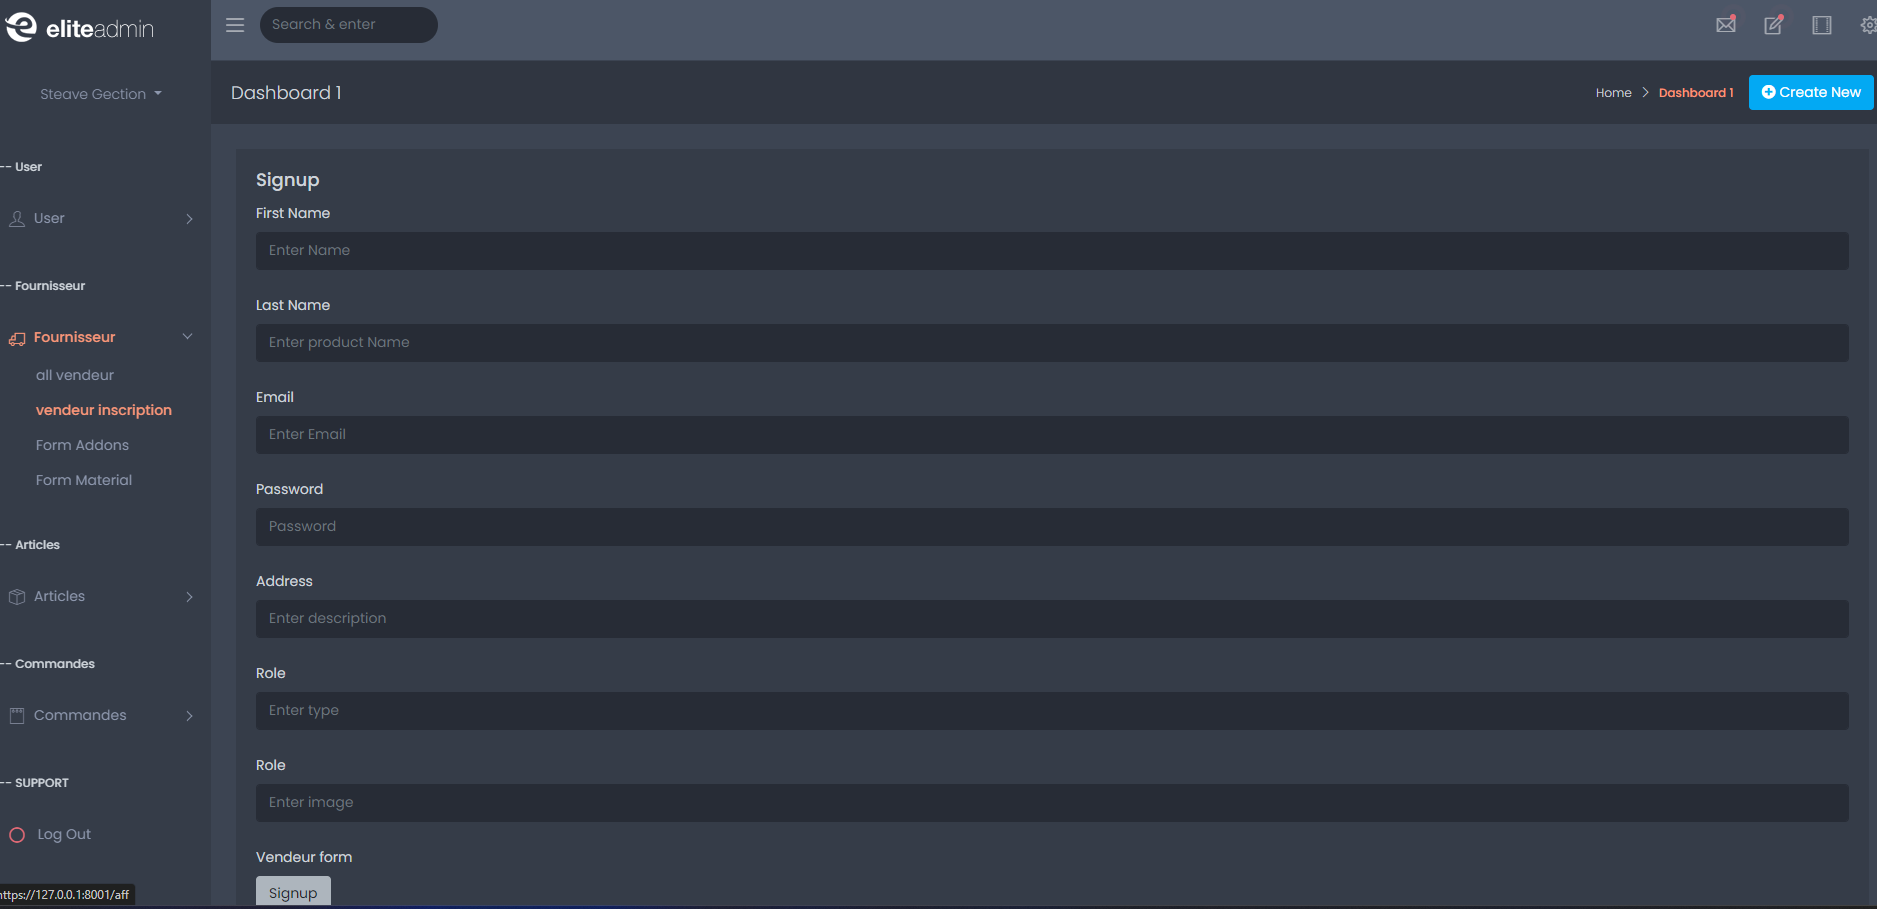 eliteadmin
Search & enter
Steave Gection
Dashboard 1
Home > Dashboard 1
Create New
-- User
User
-- Fournisseur
Fournisseur
all vendeur
vendeur inscription
Form Addons
Form Material
-- Articles
Articles
-- Commandes
Commandes
-- SUPPORT
Log Out
https://127.0.0.1:8001/aff
Signup
First Name
Enter Name
Last Name
Enter product Name
Email
Enter Email
Password
Password
Address
Enter description
Role
Enter type
Role
Enter image
Vendeur form
Signup